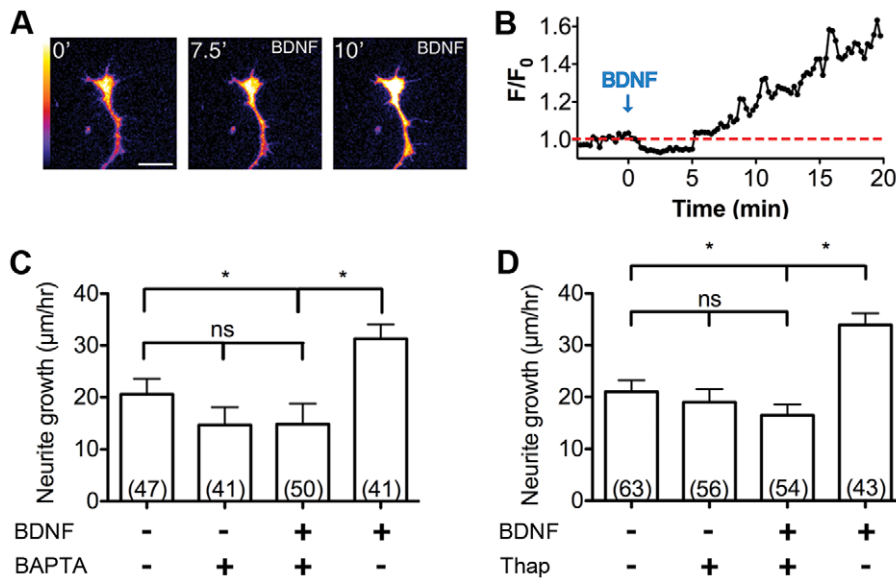 A
0'
7.5'
BDNF
10'
BDNF
B
F/F0
1.6
1.4
1.2
1.0
BDNF
0
5
10
15
20
Time (min)
C
Neurite growth (µm/hr)
40
30
20
10
0
*
*
ns
(47)
(41)
(50)
(41)
BDNF - - + +
BAPTA - + + -
D
Neurite growth (µm/hr)
40
30
20
10
0
*
*
ns
(63)
(56)
(54)
(43)
BDNF - - + +
Thap - + + -